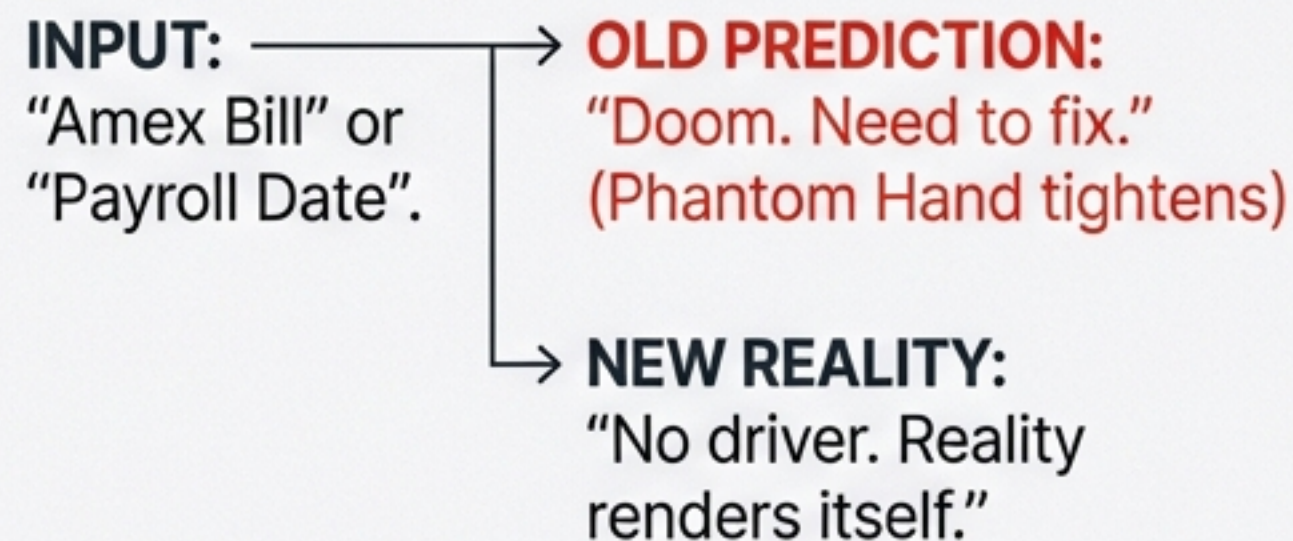 INPUT:
“Amex Bill” or
“Payroll Date”.
OLD PREDICTION:
“Doom. Need to fix.”
(Phantom Hand tightens)
NEW REALITY:
“No driver. Reality
renders itself.”